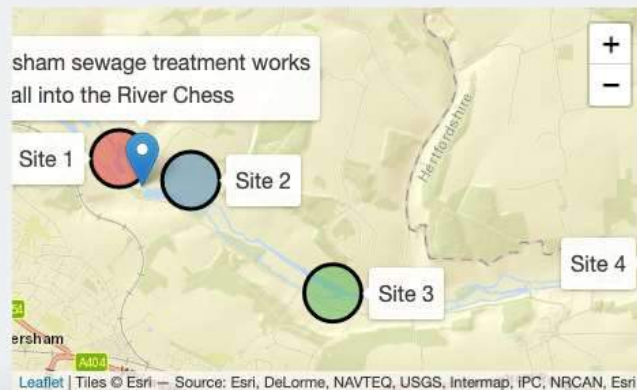 sham sewage treatment works
all into the River Chess
+
−
Site 1
Site 2
Hertfordshire
Site 3
Site 4
ersham
A404
Leaflet | Tiles © Esri — Source: Esri, DeLorme, NAVTEQ, USGS, Intermap, iPC, NRCAN, Esri